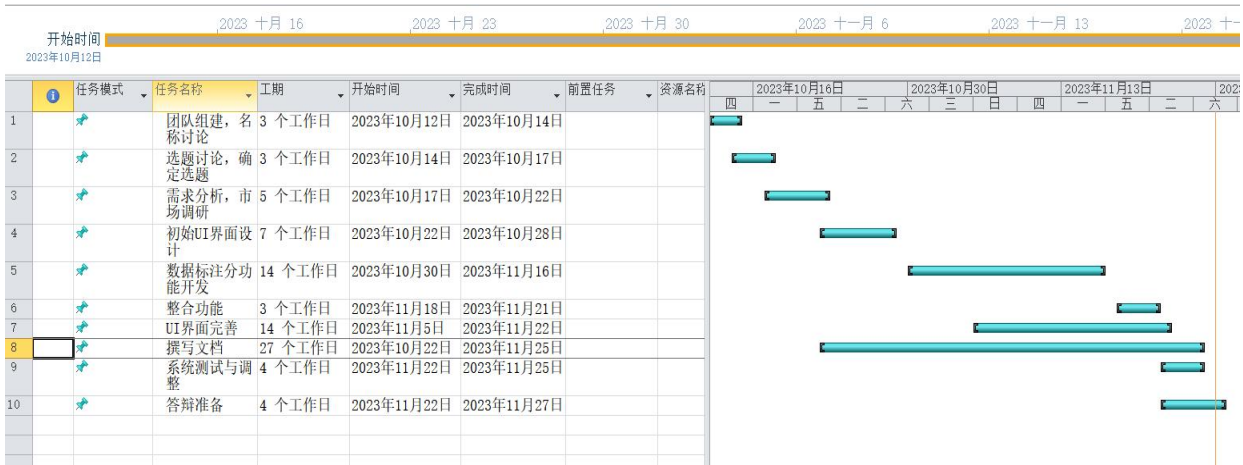 2023 十月 16 2023 十月 23 2023 十月 30 2023 十一月 6 2023 十一月 13 2023 十一
开始时间
2023年10月12日
任务模式 任务名称 工期 开始时间 完成时间 前置任务 资源名称 2023年10月16日 2023年10月30日 2023年11月13日 202
四 一 五 二 六 三 日 四 一 五 二 六
1 团队组建，名 3 个工作日 2023年10月12日 2023年10月14日
称讨论
2 选题讨论，确 3 个工作日 2023年10月14日 2023年10月17日
定选题
3 需求分析，市 5 个工作日 2023年10月17日 2023年10月22日
场调研
4 初始UI界面设 7 个工作日 2023年10月22日 2023年10月28日
计
5 数据标注分功 14 个工作日 2023年10月30日 2023年11月16日
能开发
6 整合功能 3 个工作日 2023年11月18日 2023年11月21日
7 UI界面完善 14 个工作日 2023年11月5日 2023年11月22日
8 撰写文档 27 个工作日 2023年10月22日 2023年11月25日
9 系统测试与调 4 个工作日 2023年11月22日 2023年11月25日
整
10 答辩准备 4 个工作日 2023年11月22日 2023年11月27日